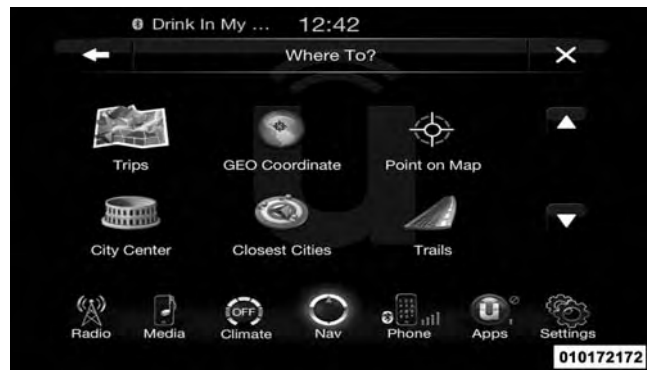 Drink In My ... 12:42
Where To?
Trips GEO Coordinate Point on Map
City Center Closest Cities Trails
OFF
Radio Media Climate Nav Phone Apps Settings
010172172